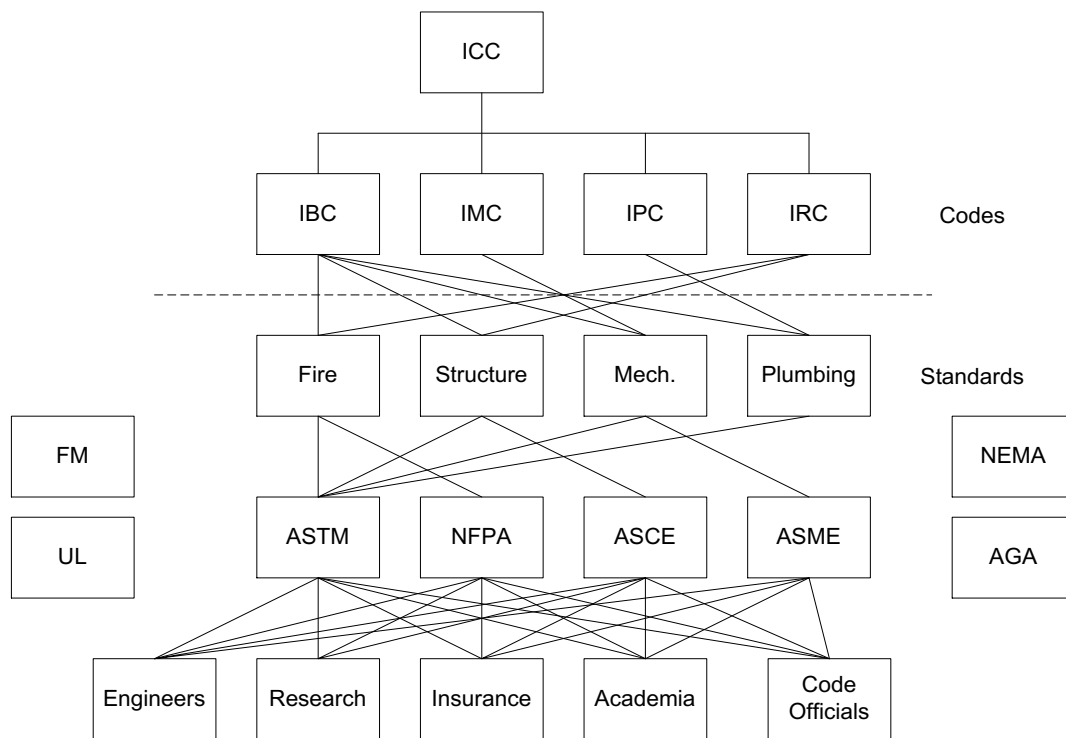 ICC
IBC
IMC
IPC
IRC
Codes
Fire
Structure
Mech.
Plumbing
Standards
FM
NEMA
ASTM
NFPA
ASCE
ASME
UL
AGA
Engineers
Research
Insurance
Academia
Code
Officials